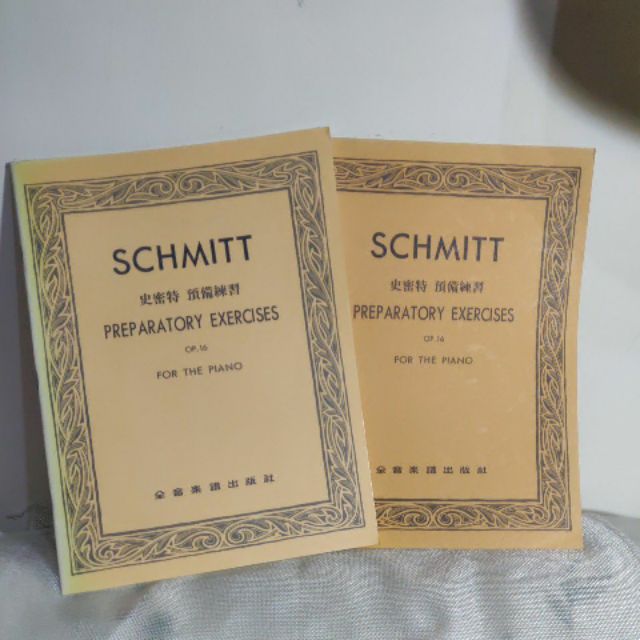 SCHMITT
史密特 預備練習
PREPARATORY EXERCISES
OP.16
FOR THE PIANO
全音樂譜出版社
SCHMITT
史密特 預備練習
PREPARATORY EXERCISES
OP.16
FOR THE PIANO
全音樂譜出版社